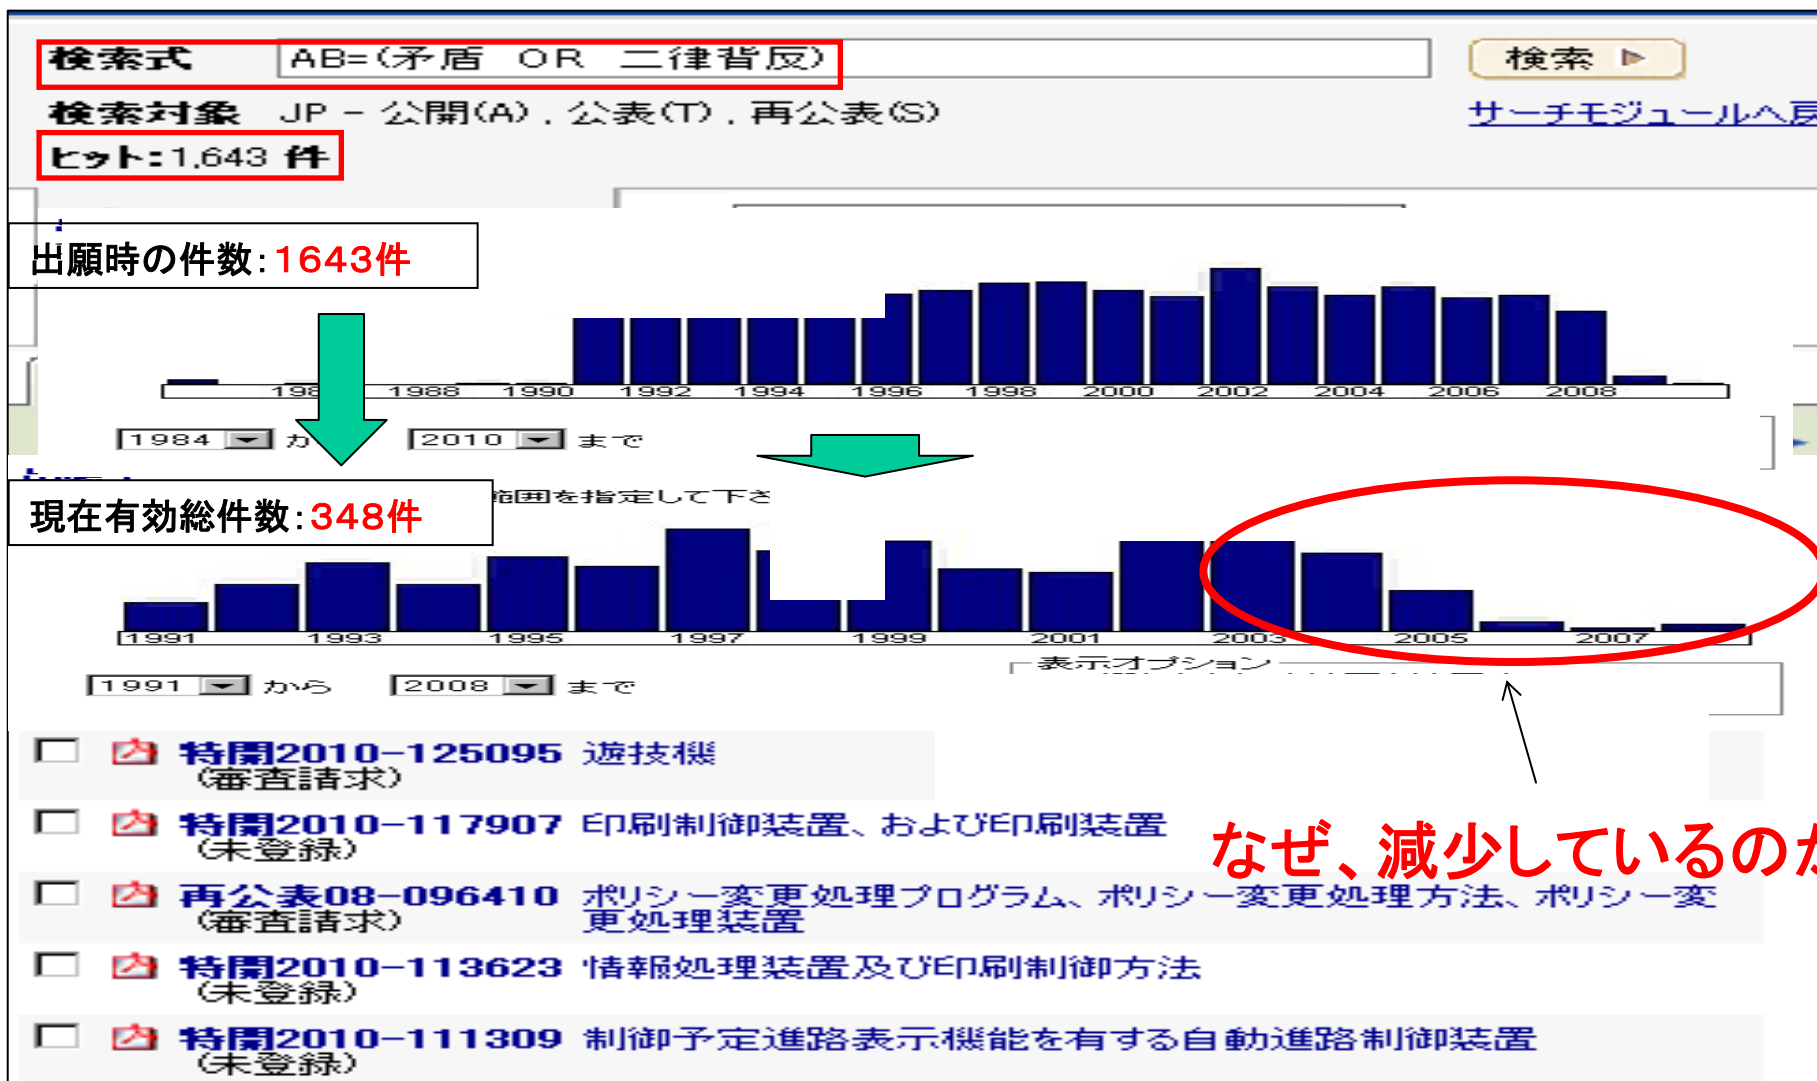 検索式 AB=(矛盾 OR 二律背反) 検索
検索対象 JP - 公開(A), 公表(T), 再公表(S) サーチモジュールへ
ヒット:1,643 件
出願時の件数:1643件
1988 1990 1992 1994 1996 1998 2000 2002 2004 2006 2008
1984 か 2010 まで
範囲を指定して下さ
現在有効総件数:348件
1991 1993 1995 1997 1999 2001 2003 2005 2007
表示オプション
1991 から 2008 まで
特開2010-125095 遊技機
(審査請求)
特開2010-117907 印刷制御装置、および印刷装置
(未登録)
なぜ、減少しているのか
再公表08-096410 ポリシー変更処理プログラム、ポリシー変更処理方法、ポリシー変
(審査請求) 更処理装置
特開2010-113623 情報処理装置及び印刷制御方法
(未登録)
特開2010-111309 制御予定進路表示機能を有する自動進路制御装置
(未登録)